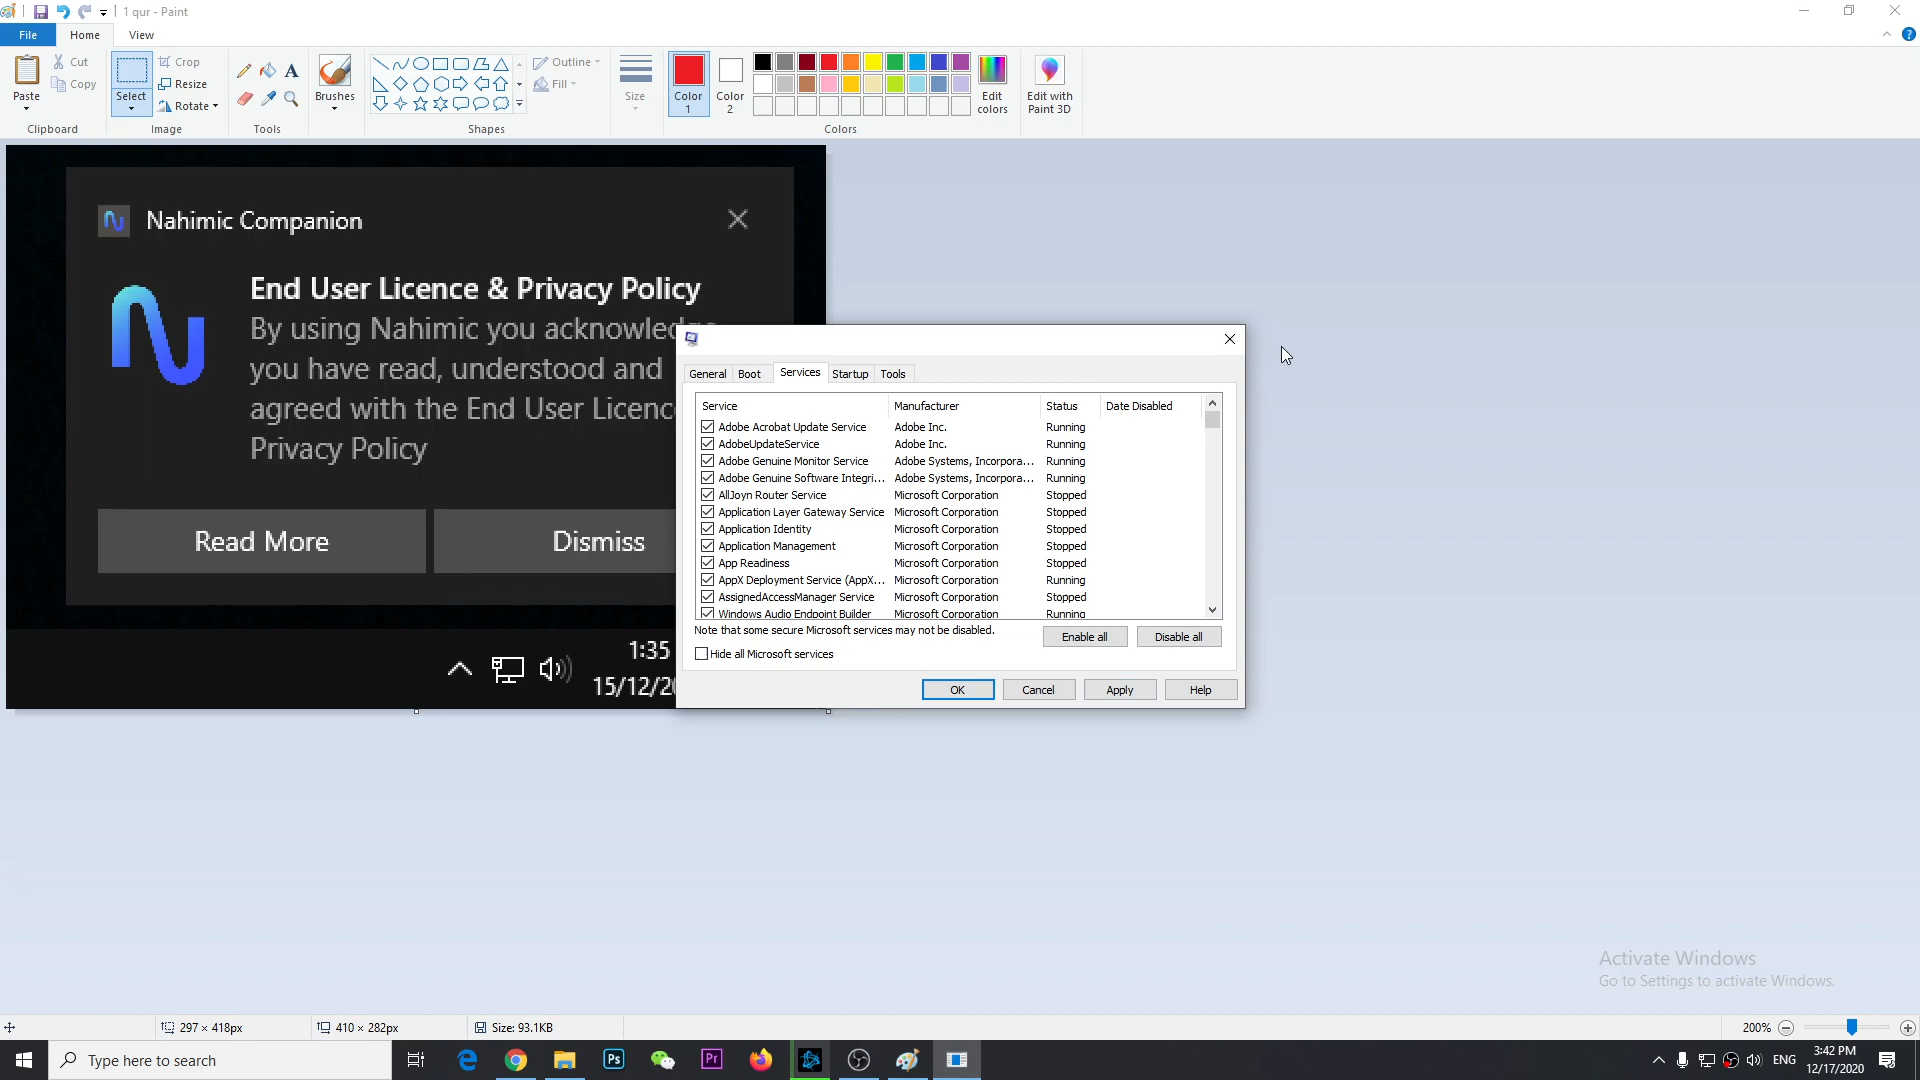 1 qur - Paint
File
Home
View
Paste
Cut
Copy
Clipboard
Select
Crop
Resize
Rotate
Image
Tools
Brushes
Shapes
Outline
Fill
Size
Color 1
Color 2
Colors
Edit colors
Edit with Paint 3D
Nahimic Companion
End User Licence & Privacy Policy
By using Nahimic you acknowledge
you have read, understood and
agreed with the End User Licence
Privacy Policy
Read More
Dismiss
1:35
15/12/20
General
Boot
Services
Startup
Tools
Service Manufacturer Status Date Disabled
Adobe Acrobat Update Service Adobe Inc. Running
AdobeUpdateService Adobe Inc. Running
Adobe Genuine Monitor Service Adobe Systems, Incorpora... Running
Adobe Genuine Software Integri... Adobe Systems, Incorpora... Running
AllJoyn Router Service Microsoft Corporation Stopped
Application Layer Gateway Service Microsoft Corporation Stopped
Application Identity Microsoft Corporation Stopped
Application Management Microsoft Corporation Stopped
App Readiness Microsoft Corporation Stopped
AppX Deployment Service (AppX... Microsoft Corporation Running
AssignedAccessManager Service Microsoft Corporation Stopped
Windows Audio Endpoint Builder Microsoft Corporation Running
Note that some secure Microsoft services may not be disabled.
Enable all
Disable all
Hide all Microsoft services
OK
Cancel
Apply
Help
Activate Windows
Go to Settings to activate Windows.
297 × 418px
410 × 282px
Size: 93.1KB
200%
Type here to search
Ps
Pr
ENG
3:42 PM
12/17/2020